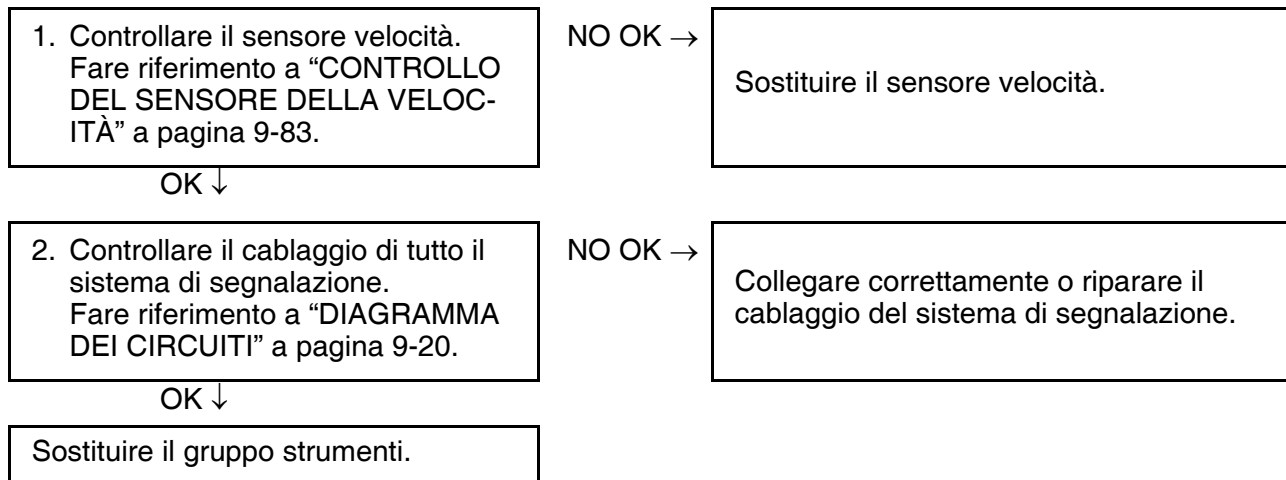 1. Controllare il sensore velocità.
Fare riferimento a “CONTROLLO
DEL SENSORE DELLA VELOC-
ITÀ” a pagina 9-83.
NO OK →
Sostituire il sensore velocità.
OK ↓
2. Controllare il cablaggio di tutto il
sistema di segnalazione.
Fare riferimento a “DIAGRAMMA
DEI CIRCUITI” a pagina 9-20.
NO OK →
Collegare correttamente o riparare il
cablaggio del sistema di segnalazione.
OK ↓
Sostituire il gruppo strumenti.